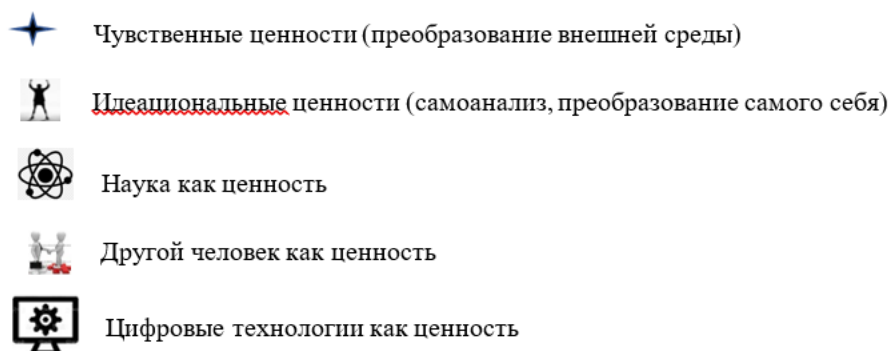 Чувственные ценности (преобразование внешней среды)
Идеациональные ценности (самоанализ, преобразование самого себя)
Наука как ценность
Другой человек как ценность
Цифровые технологии как ценность